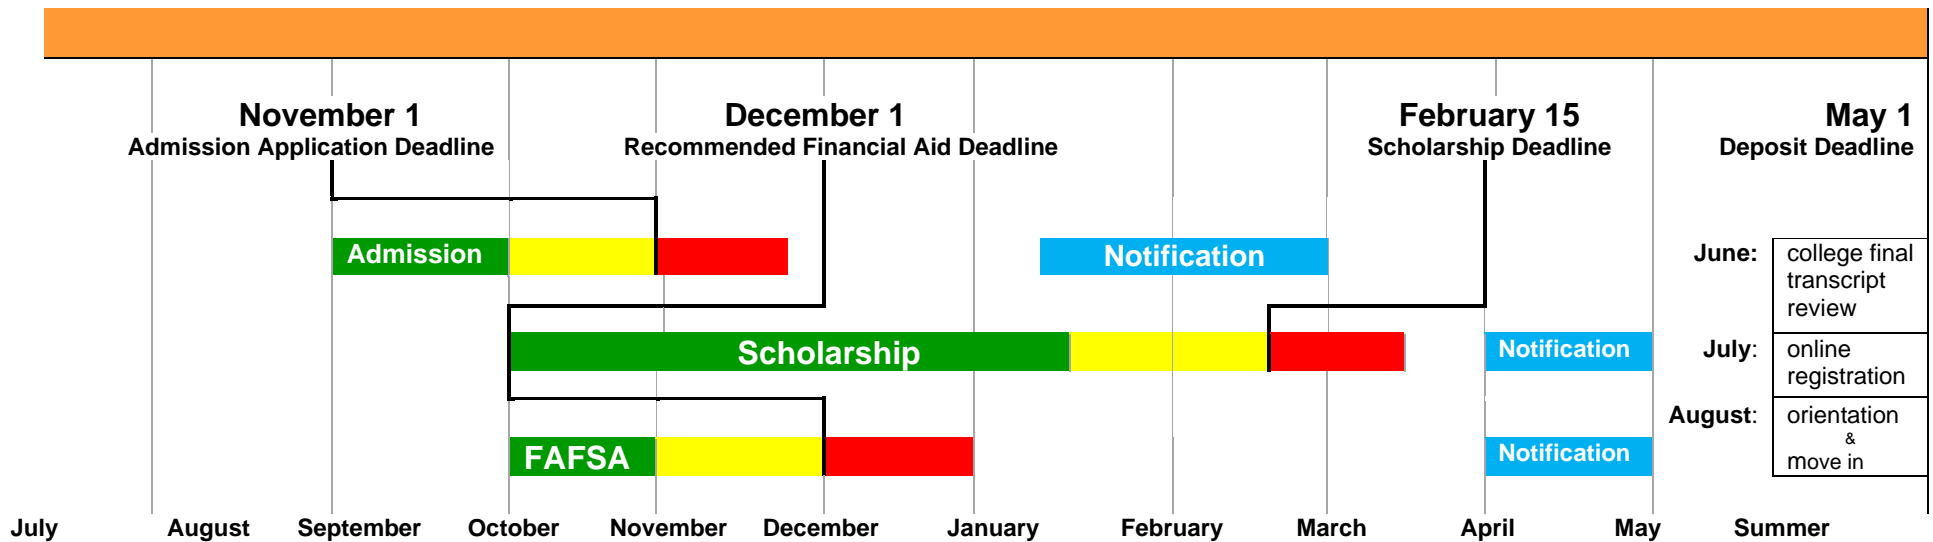 November 1
Admission Application Deadline
December 1
Recommended Financial Aid Deadline
February 15
Scholarship Deadline
May 1
Deposit Deadline
Admission
Notification
June:
college final
transcript
review
Scholarship
Notification
July:
online
registration
FAFSA
Notification
August:
orientation
&
move in
July August September October November December January February March April May Summer